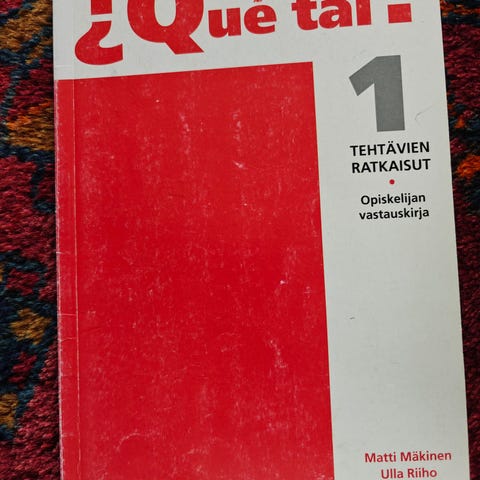 ¿Qué tal?
1
TEHTÄVIEN
RATKAISUT
•
Opiskelijan
vastauskirja
Matti Mäkinen
Ulla Riiho